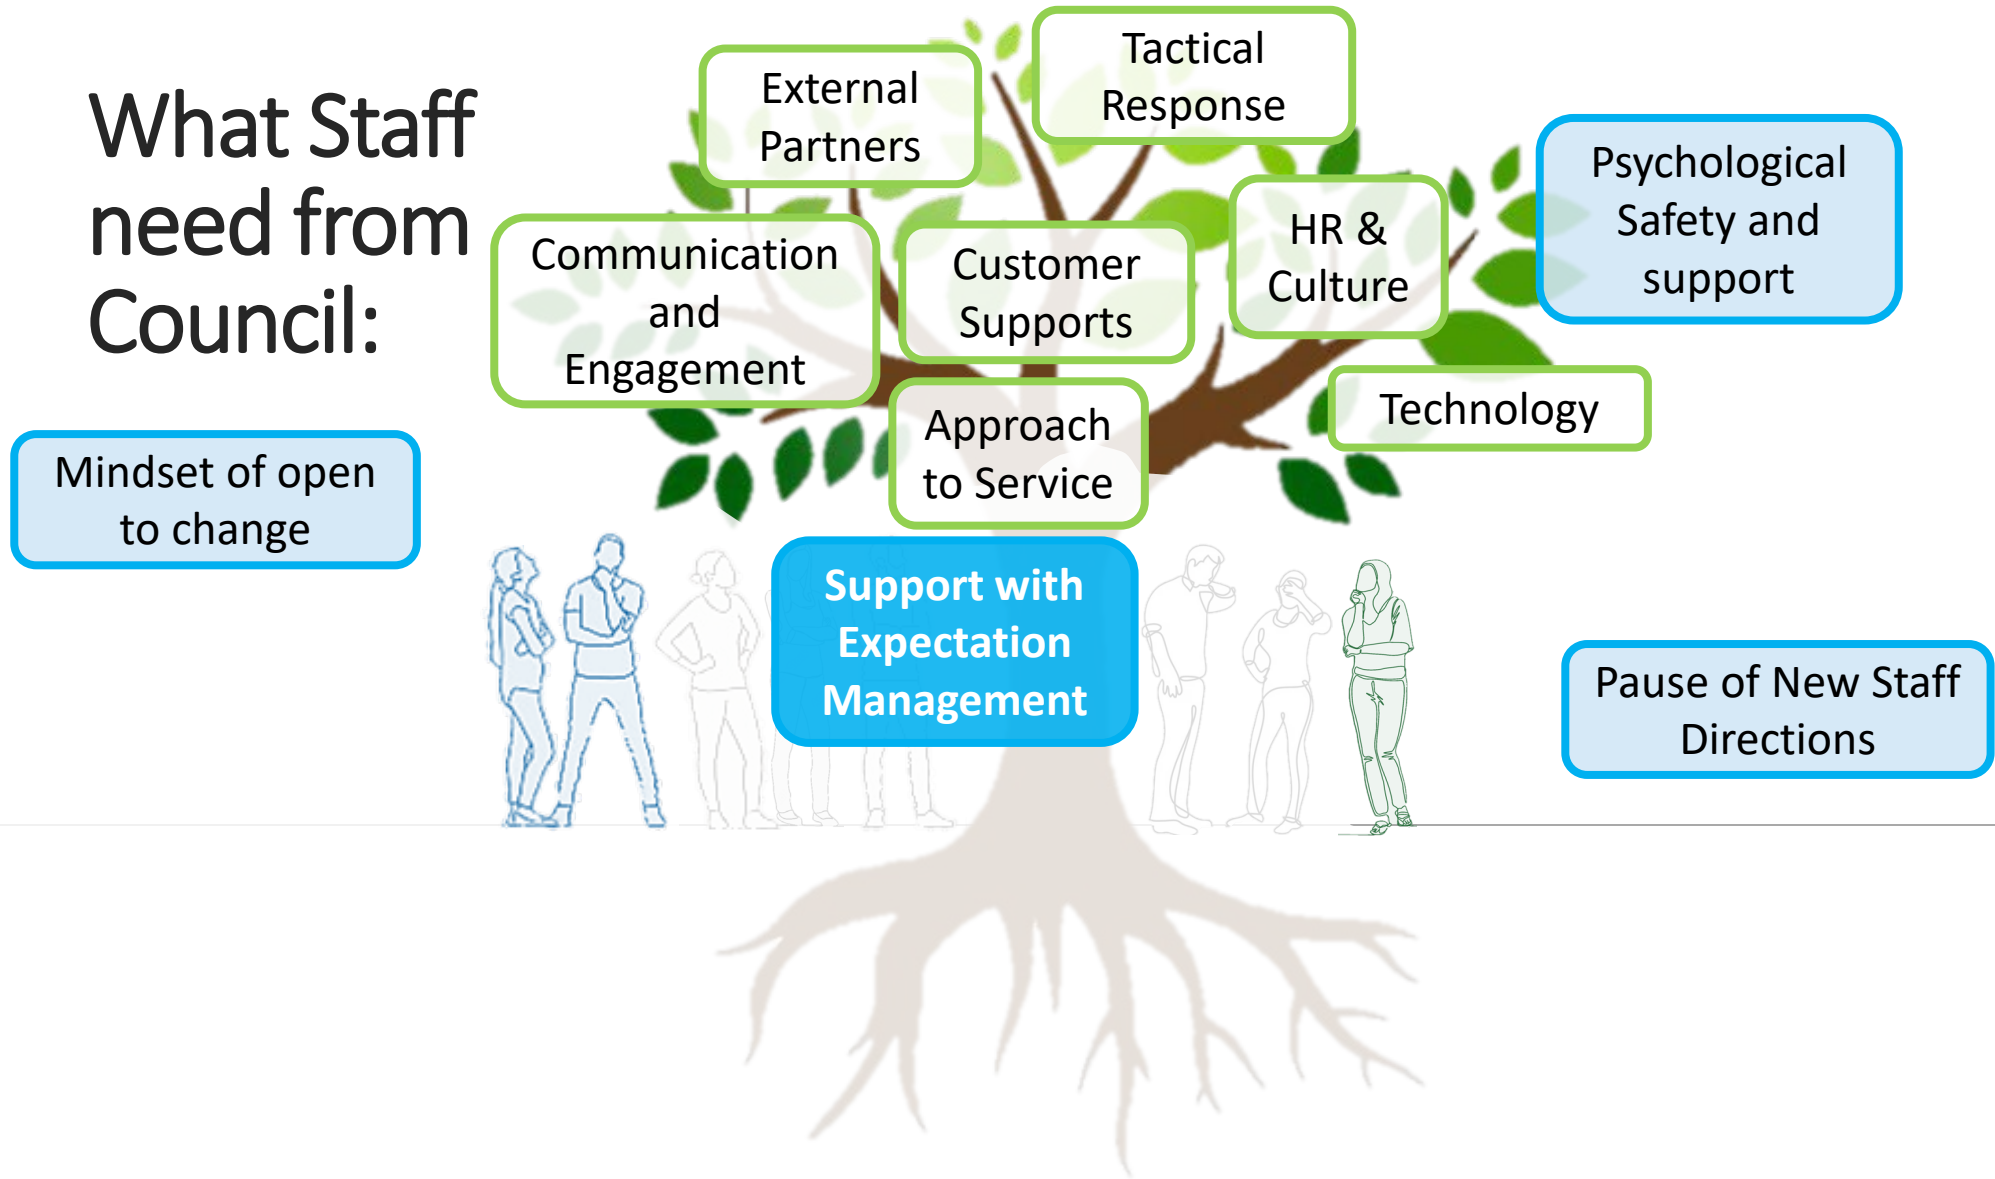 What Staff
need from
Council:
External
Partners
Tactical
Response
Psychological
Safety and
support
Communication
and
Engagement
Customer
Supports
HR &
Culture
Technology
Approach
to Service
Mindset of open
to change
Support with
Expectation
Management
Pause of New Staff
Directions